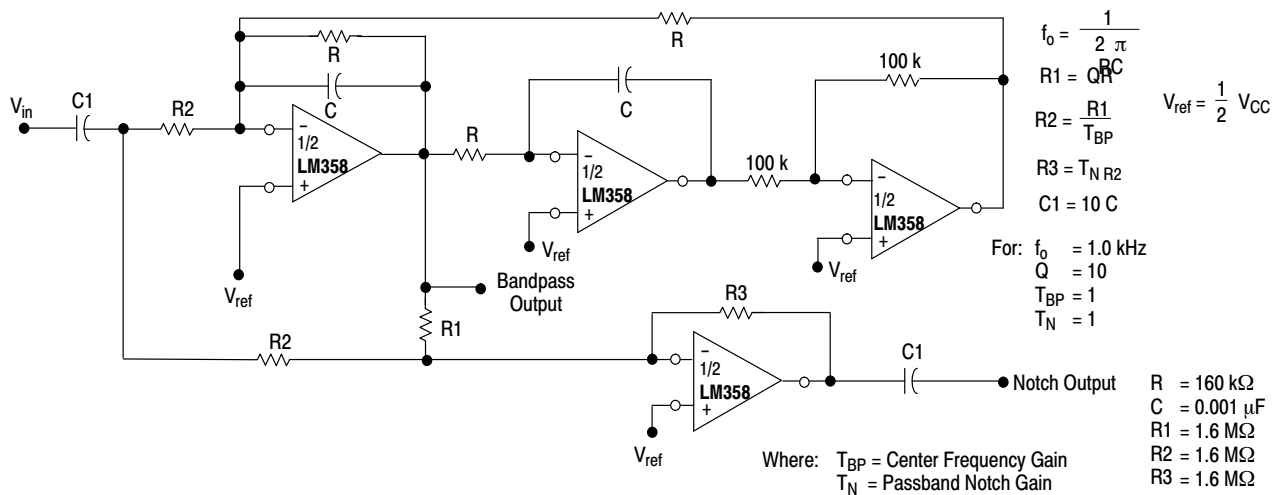 R
R
C
V_in
C1
R2
−
1/2
LM358
+
V_ref
R
C
−
1/2
LM358
+
V_ref
100 k
100 k
−
1/2
LM358
+
V_ref
Bandpass
Output
R1
R2
R3
−
1/2
LM358
+
V_ref
C1
Notch Output
f_o = 1 / 2 π RC
R1 = QR
R2 = R1 / T_BP
R3 = T_N R2
C1 = 10 C
V_ref = 1/2 V_CC
For: f_o = 1.0 kHz
Q = 10
T_BP = 1
T_N = 1
R = 160 kΩ
C = 0.001 μF
R1 = 1.6 MΩ
R2 = 1.6 MΩ
R3 = 1.6 MΩ
Where: T_BP = Center Frequency Gain
T_N = Passband Notch Gain